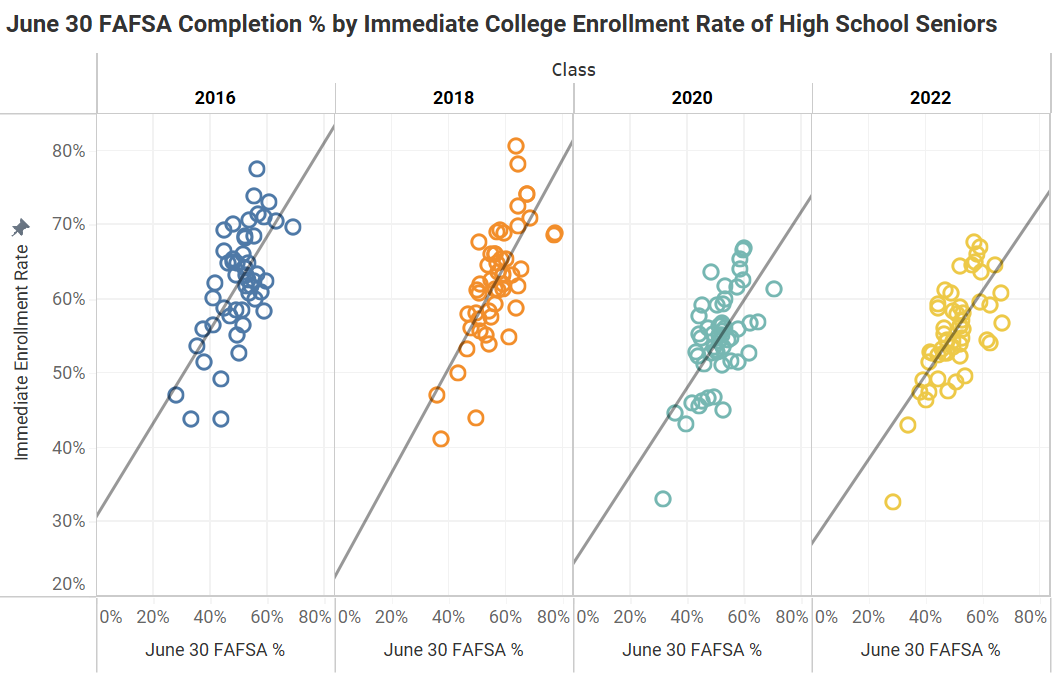 June 30 FAFSA Completion % by Immediate College Enrollment Rate of High School Seniors
Class
2016 2018 2020 2022
Immediate Enrollment Rate
80%
70%
60%
50%
40%
30%
20%
0% 20% 40% 60% 80% 0% 20% 40% 60% 80% 0% 20% 40% 60% 80% 0% 20% 40% 60% 80%
June 30 FAFSA % June 30 FAFSA % June 30 FAFSA % June 30 FAFSA %